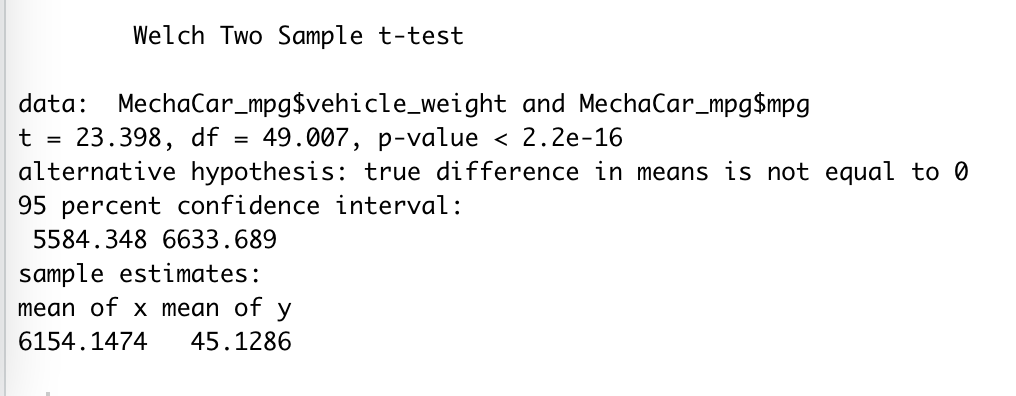 Welch Two Sample t-test
data: MechaCar_mpg$vehicle_weight and MechaCar_mpg$mpg
t = 23.398, df = 49.007, p-value < 2.2e-16
alternative hypothesis: true difference in means is not equal to 0
95 percent confidence interval:
5584.348 6633.689
sample estimates:
mean of x mean of y
6154.1474 45.1286